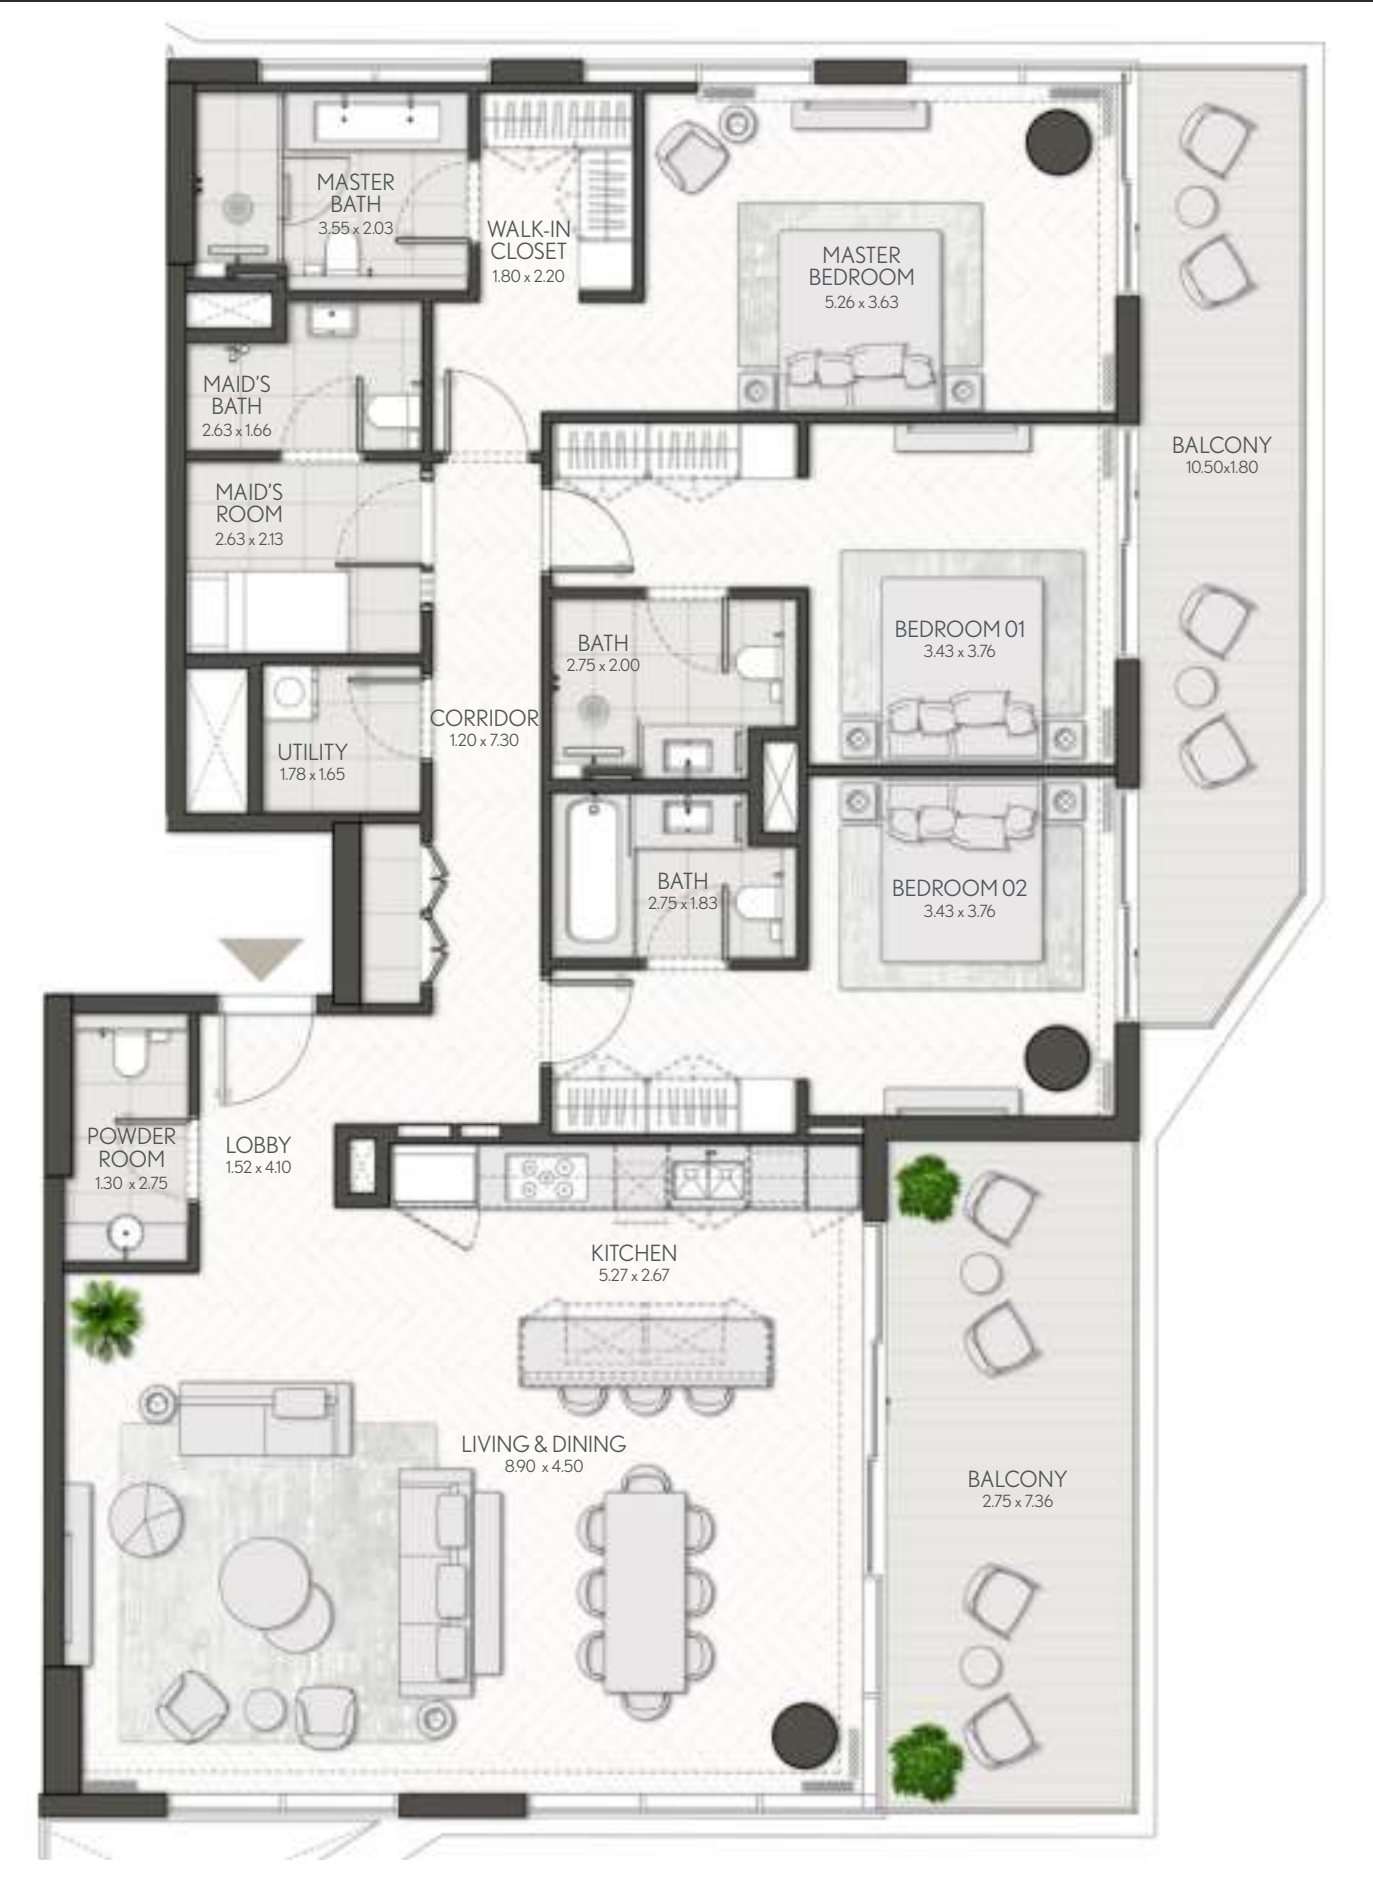 MASTER
BATH
3.55 x 2.03
WALK-IN
CLOSET
1.80 x 2.20
MASTER
BEDROOM
5.26 x 3.63
MAID'S
BATH
2.63 x 1.66
BALCONY
10.50x1.80
MAID'S
ROOM
2.63 x 2.13
BATH
2.75 x 2.00
BEDROOM 01
3.43 x 3.76
CORRIDOR
1.20 x 7.30
UTILITY
1.78 x 1.65
BATH
2.75 x 1.83
BEDROOM 02
3.43 x 3.76
POWDER
ROOM
1.30 x 2.75
LOBBY
1.52 x 4.10
KITCHEN
5.27 x 2.67
LIVING & DINING
8.90 x 4.50
BALCONY
2.75 x 7.36